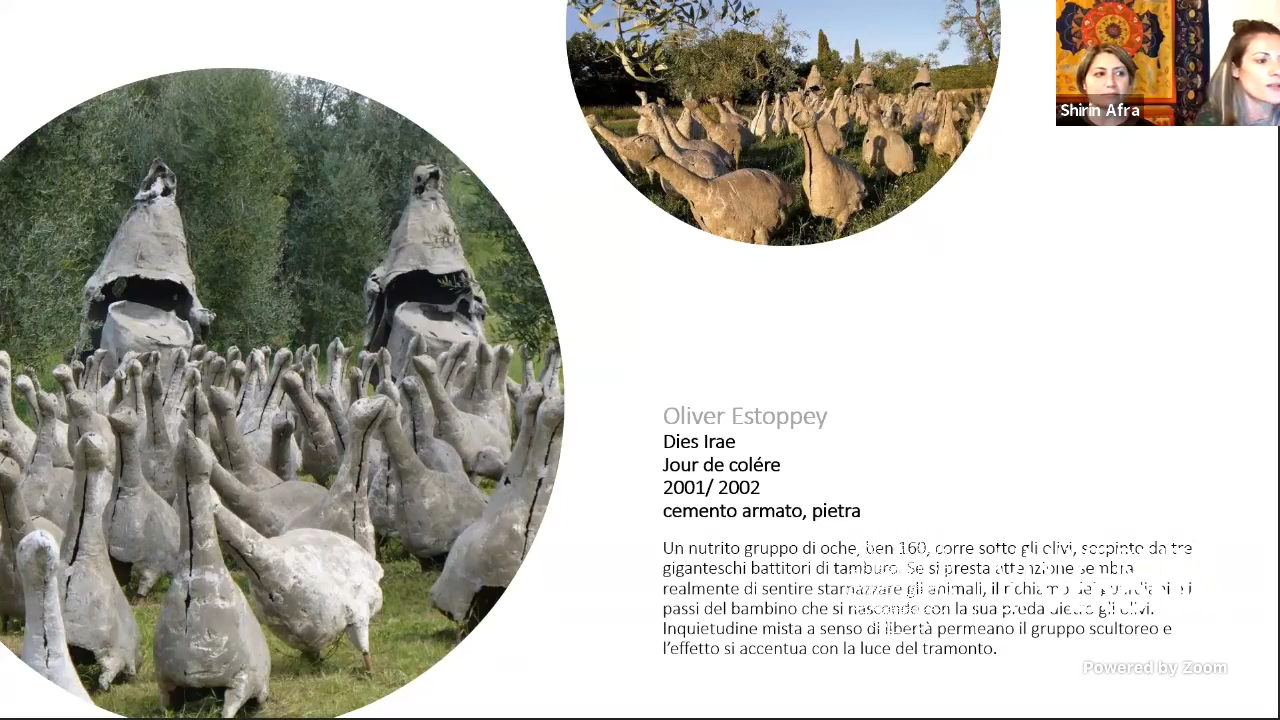 Shirin Afra
Oliver Estoppey
Dies Irae
Jour de colére
2001/ 2002
cemento armato, pietra
Un nutrito gruppo di oche, ben 160, corre sotto gli olivi, sospinto da tre
giganteschi battitori di tamburo. Se si presta attenzione sembra
realmente di sentire starnazzare gli animali, il richiamo dei guardiani e i
passi del bambino che si nasconde con la sua preda dietro gli olivi.
Inquietudine mista a senso di libertà permeano il gruppo scultoreo e
l’effetto si accentua con la luce del tramonto.
Powered by Zoom